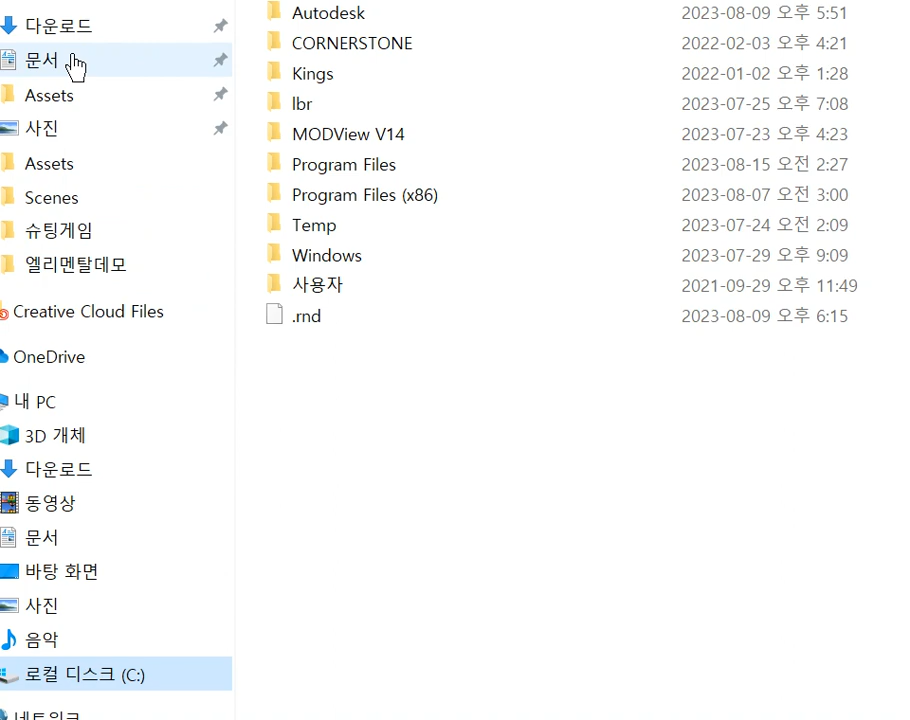 다운로드
문서
Assets
사진
Assets
Scenes
슈팅게임
엘리멘탈데모
Creative Cloud Files
OneDrive
내 PC
3D 개체
다운로드
동영상
문서
바탕 화면
사진
음악
로컬 디스크 (C:)
네트워크
Autodesk 2023-08-09 오후 5:51
CORNERSTONE 2022-02-03 오후 4:21
Kings 2022-01-02 오후 1:28
lbr 2023-07-25 오후 7:08
MODView V14 2023-07-23 오후 4:23
Program Files 2023-08-15 오전 2:27
Program Files (x86) 2023-08-07 오전 3:00
Temp 2023-07-24 오전 2:09
Windows 2023-07-29 오후 9:09
사용자 2021-09-29 오후 11:49
.rnd 2023-08-09 오후 6:15